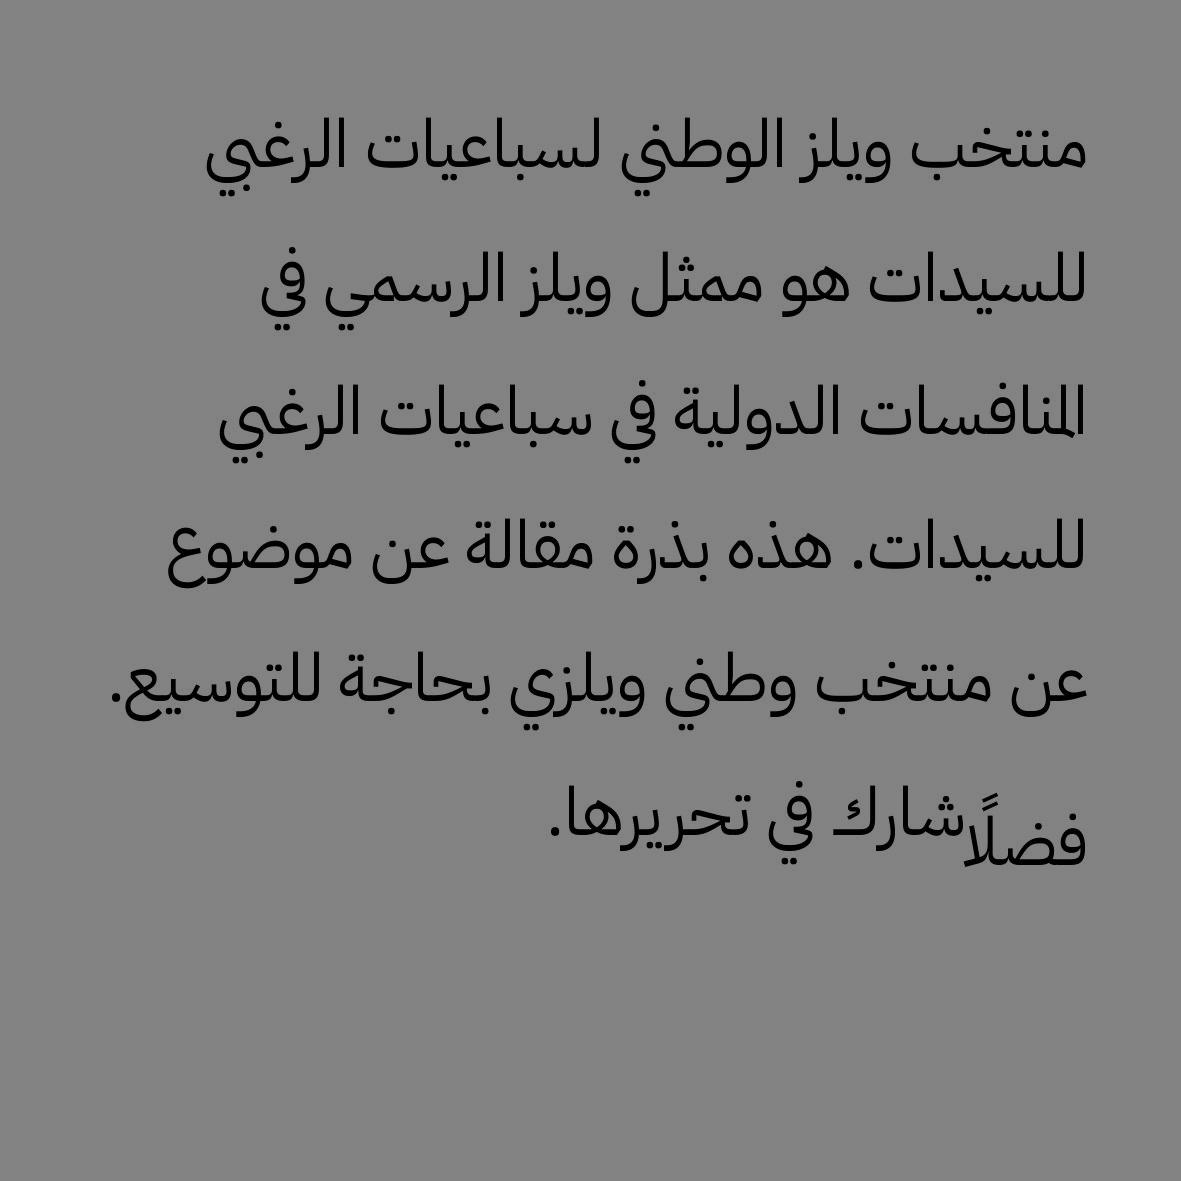 منتخب ويلز الوطني لسباعيات الرغبي
للسيدات هو ممثل ويلز الرسمي في
المنافسات الدولية في سباعيات الرغبي
للسيدات. هذه بذرة مقالة عن موضوع
عن منتخب وطني ويلزي بحاجة للتوسيع.
فضلًا شارك في تحريرها.